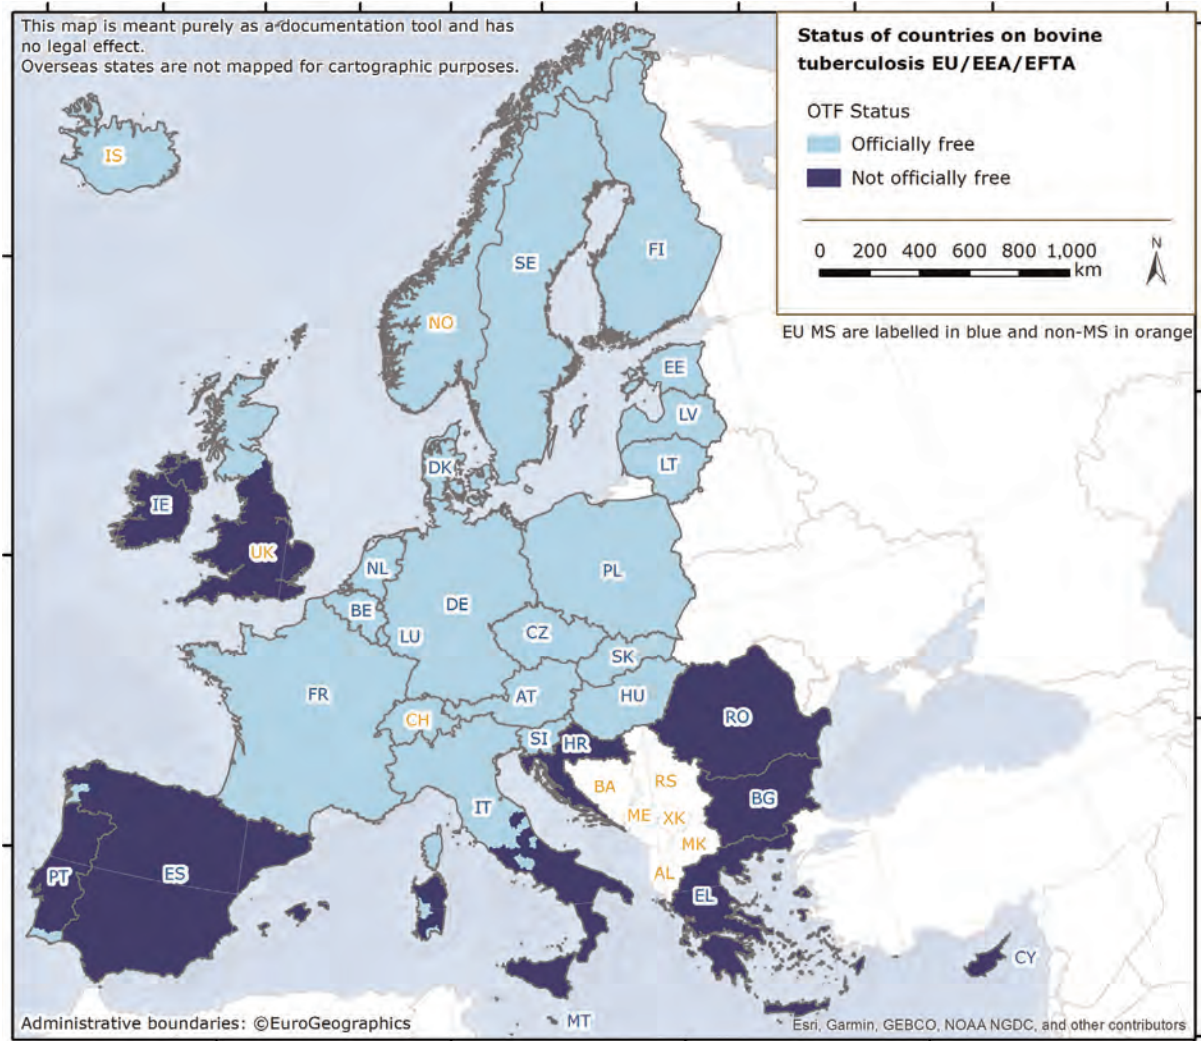 This map is meant purely as a documentation tool and has
no legal effect.
Overseas states are not mapped for cartographic purposes.
Status of countries on bovine
tuberculosis EU/EEA/EFTA
OTF Status
Officially free
Not officially free
0 200 400 600 800 1,000
km
N
EU MS are labelled in blue and non-MS in orange
IS
SE
FI
NO
EE
LV
LT
DK
IE
UK
NL
PL
BE
DE
LU
CZ
SK
FR
AT
HU
CH
RO
SI
HR
BA
RS
IT
ME
XK
BG
MK
PT
ES
AL
EL
CY
MT
Administrative boundaries: ©EuroGeographics
Esri, Garmin, GEBCO, NOAA NGDC, and other contributors